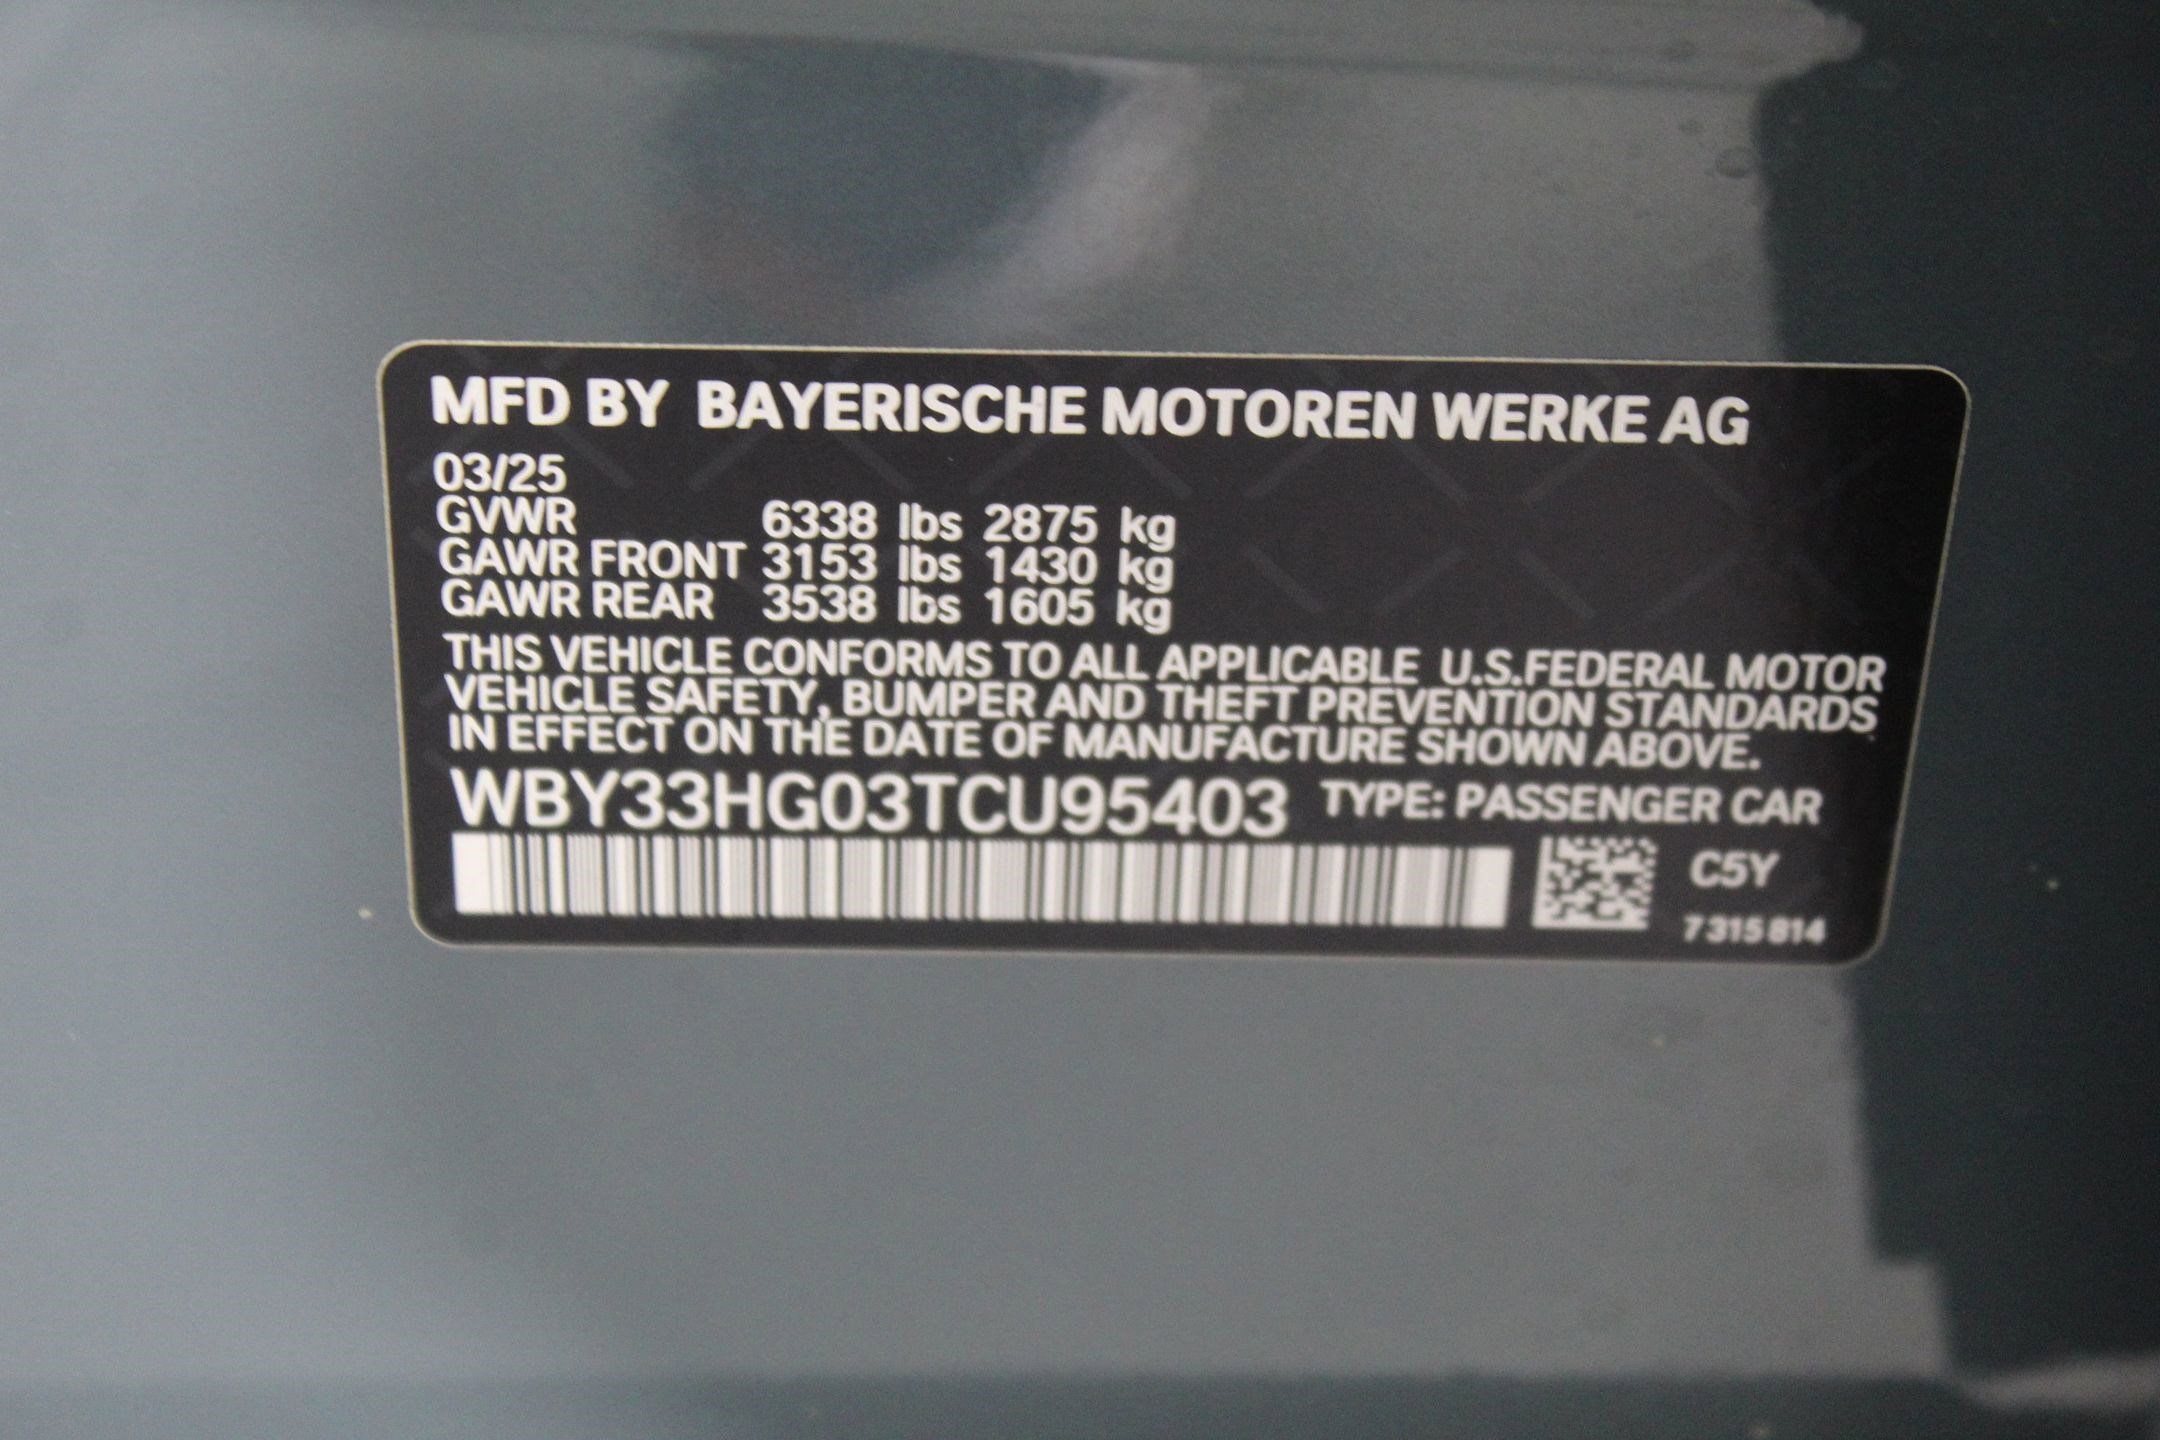 MFD BY BAYERISCHE MOTOREN WERKE AG
03/25
GVWR 6338 lbs 2875 kg
GAWR FRONT 3153 lbs 1430 kg
GAWR REAR 3538 lbs 1605 kg
THIS VEHICLE CONFORMS TO ALL APPLICABLE U.S.FEDERAL MOTOR
VEHICLE SAFETY, BUMPER AND THEFT PREVENTION STANDARDS
IN EFFECT ON THE DATE OF MANUFACTURE SHOWN ABOVE.
WBY33HG03TCU95403 TYPE: PASSENGER CAR
C5Y
7 315 814